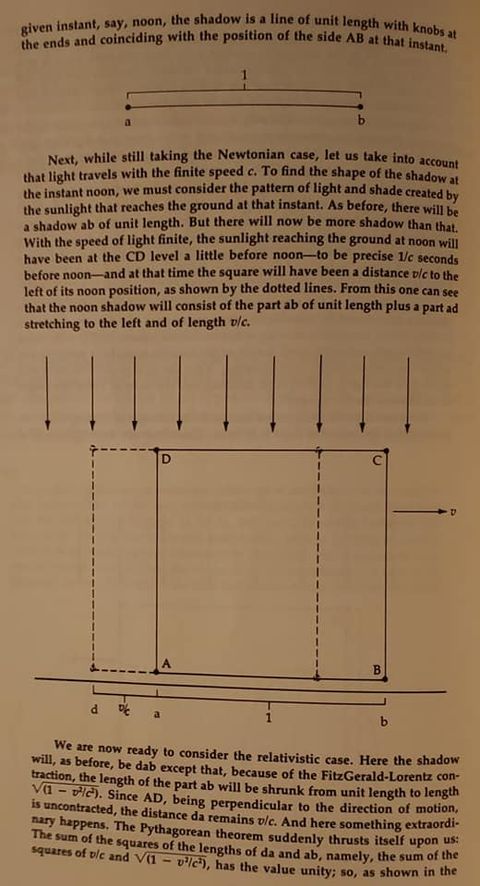 given instant, say, noon, the shadow is a line of unit length with knobs at
the ends and coinciding with the position of the side AB at that instant.
1
a b
Next, while still taking the Newtonian case, let us take into account
that light travels with the finite speed c. To find the shape of the shadow at
the instant noon, we must consider the pattern of light and shade created by
the sunlight that reaches the ground at that instant. As before, there will be
a shadow ab of unit length. But there will now be more shadow than that.
With the speed of light finite, the sunlight reaching the ground at noon will
have been at the CD level a little before noon—to be precise 1/c seconds
before noon—and at that time the square will have been a distance v/c to the
left of its noon position, as shown by the dotted lines. From this one can see
that the noon shadow will consist of the part ab of unit length plus a part ad
stretching to the left and of length v/c.
D C
v
A B
d v/c a 1 b
We are now ready to consider the relativistic case. Here the shadow
will, as before, be dab except that, because of the FitzGerald-Lorentz con-
traction, the length of the part ab will be shrunk from unit length to length
√(1 − v²/c²). Since AD, being perpendicular to the direction of motion,
is uncontracted, the distance da remains v/c. And here something extraordi-
nary happens. The Pythagorean theorem suddenly thrusts itself upon us:
The sum of the squares of the lengths of da and ab, namely, the sum of the
squares of v/c and √(1 − v²/c²), has the value unity; so, as shown in the